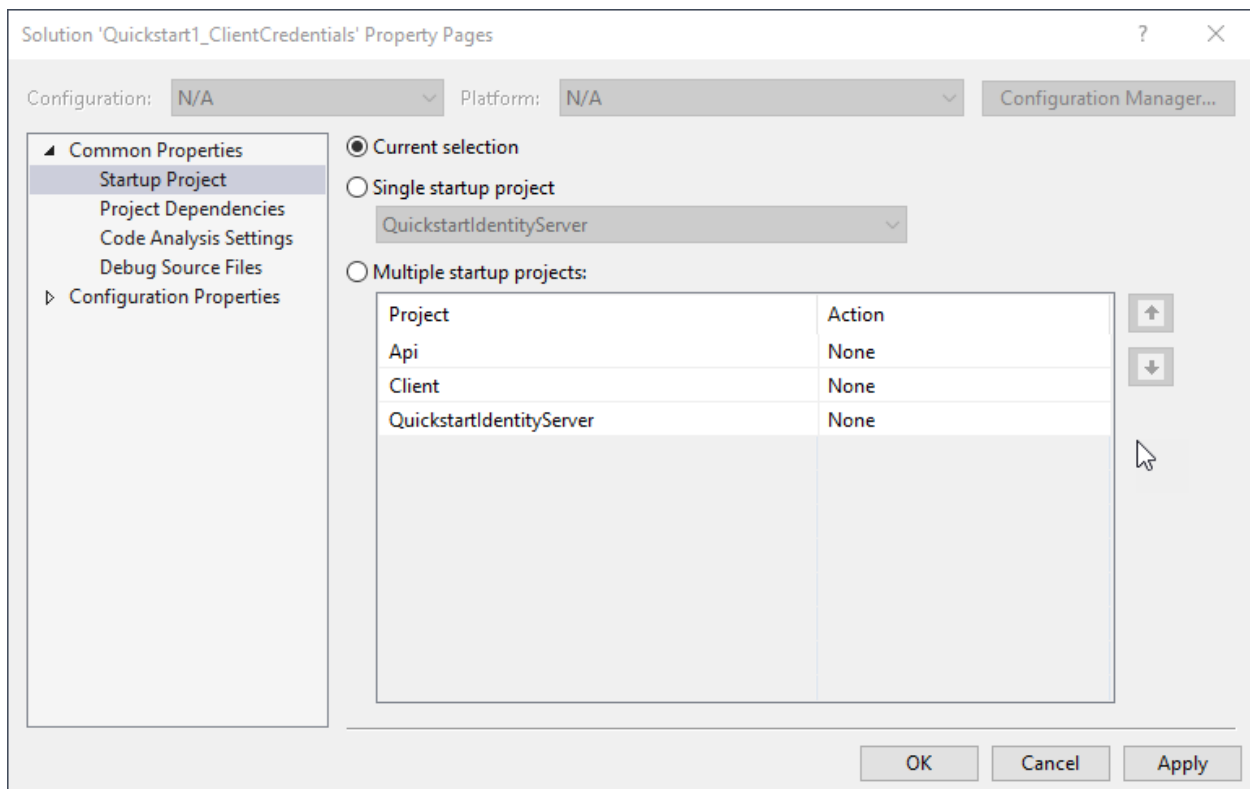 Solution 'Quickstart1_ClientCredentials' Property Pages ?
Configuration: N/A Platform: N/A Configuration Manager...
Common Properties
Startup Project
Project Dependencies
Code Analysis Settings
Debug Source Files
Configuration Properties
Current selection
Single startup project
QuickstartIdentityServer
Multiple startup projects:
Project Action
Api None
Client None
QuickstartIdentityServer None
OK Cancel Apply